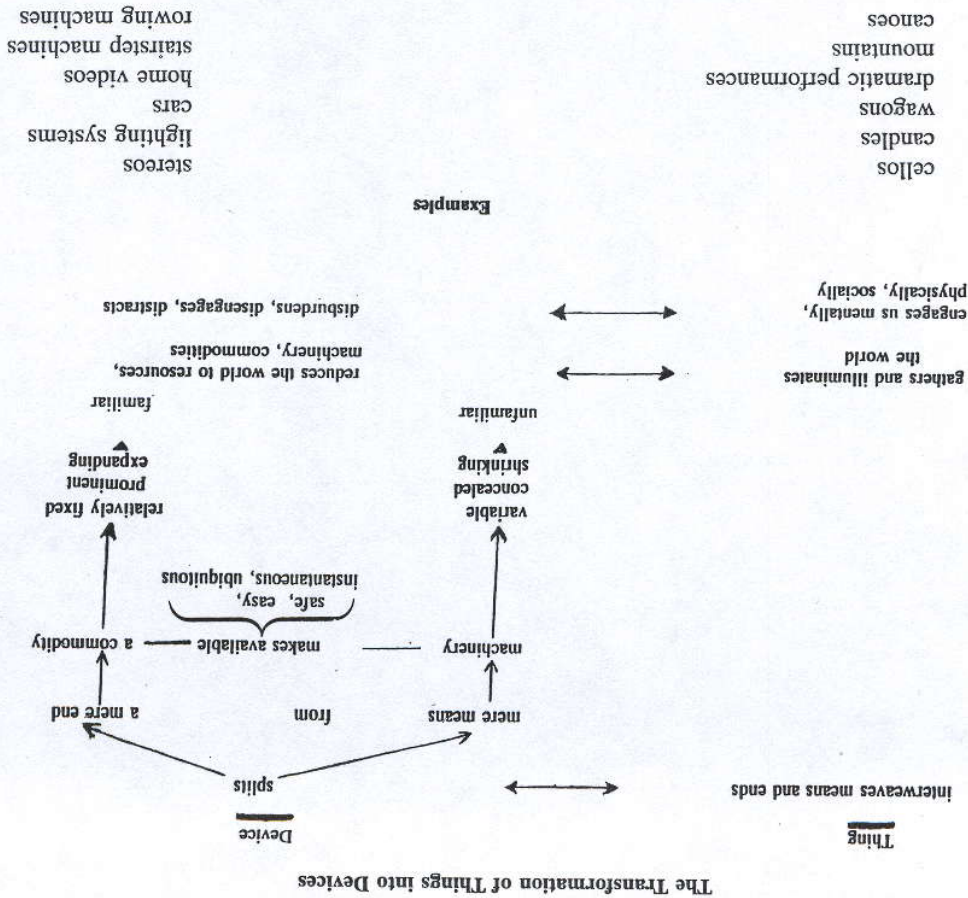 The Transformation of Things into Devices
Thing
Device
interweaves means and ends
splits
mere means
from
a mere end
machinery
makes available
a commodity
safe, easy,
instantaneous, ubiquitous
variable
concealed
shrinking
unfamiliar
relatively fixed
prominent
expanding
familiar
gathers and illuminates
the world
reduces the world to resources,
machinery, commodities
engages us mentally,
physically, socially
disburdens, disengages, distracts
Examples
cellos
stereos
candles
lighting systems
wagons
cars
dramatic performances
home videos
mountains
stairstep machines
canoes
rowing machines